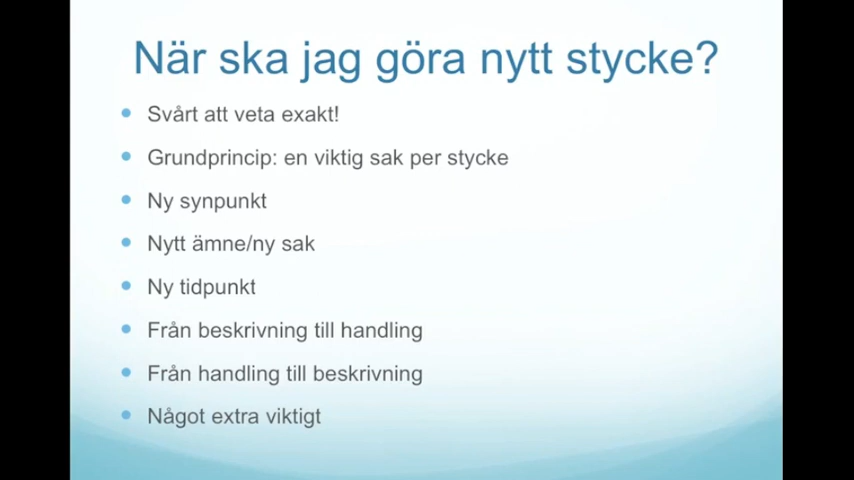 När ska jag göra nytt stycke?
Svårt att veta exakt!
Grundprincip: en viktig sak per stycke
Ny synpunkt
Nytt ämne/ny sak
Ny tidpunkt
Från beskrivning till handling
Från handling till beskrivning
Något extra viktigt